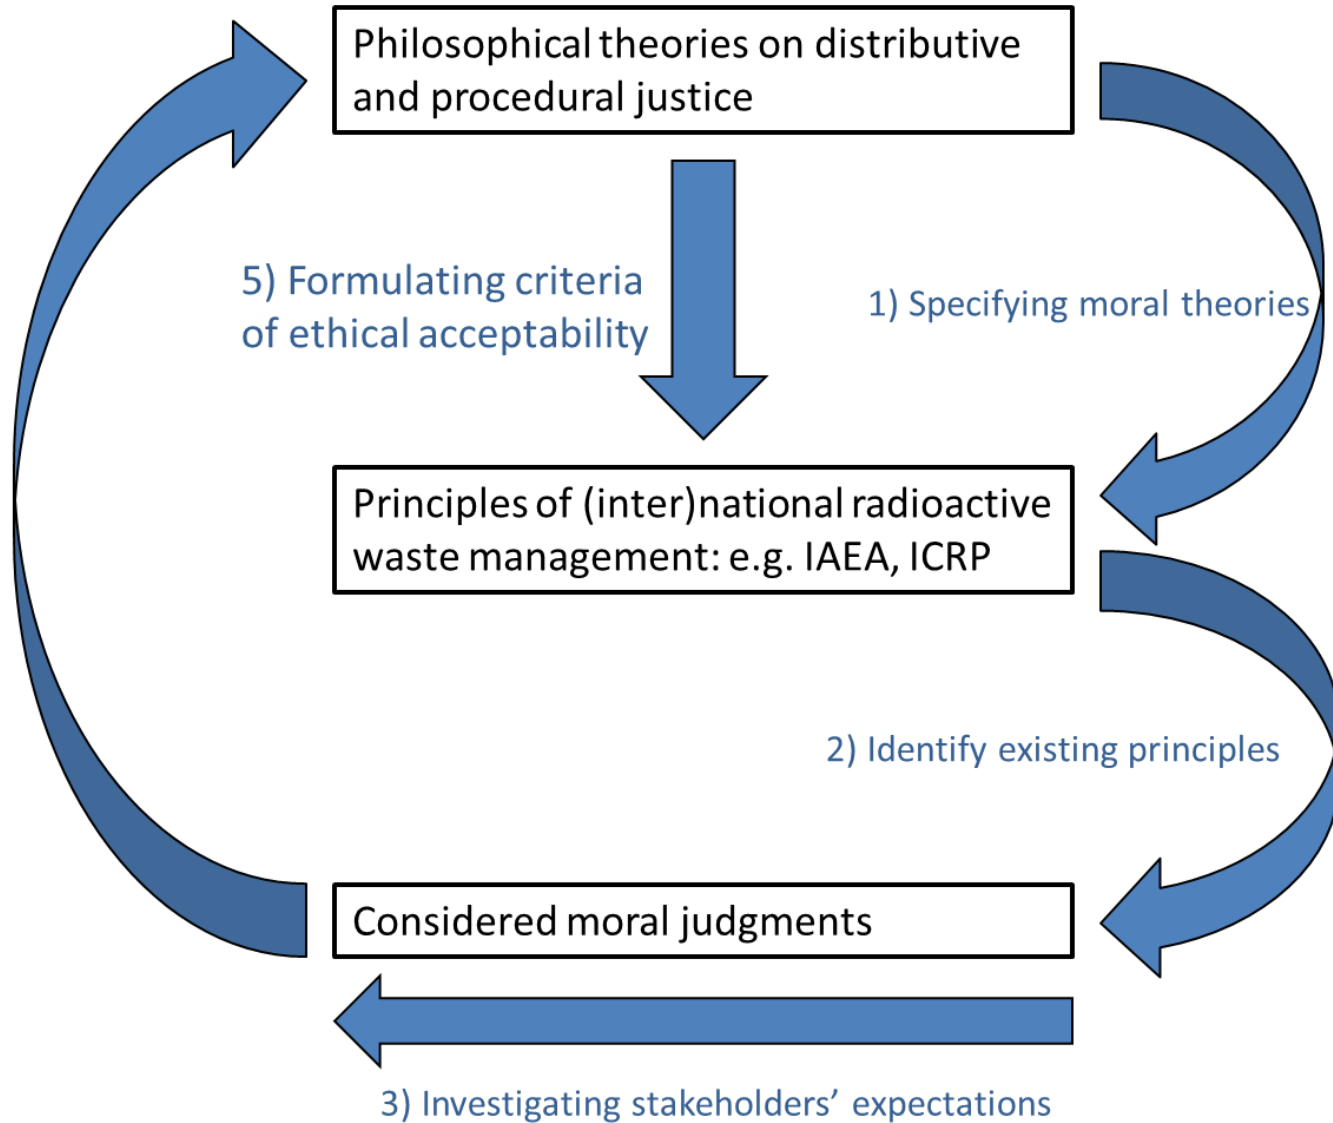 Philosophical theories on distributive
and procedural justice
5) Formulating criteria
of ethical acceptability
1) Specifying moral theories
Principles of (inter)national radioactive
waste management: e.g. IAEA, ICRP
2) Identify existing principles
Considered moral judgments
3) Investigating stakeholders’ expectations